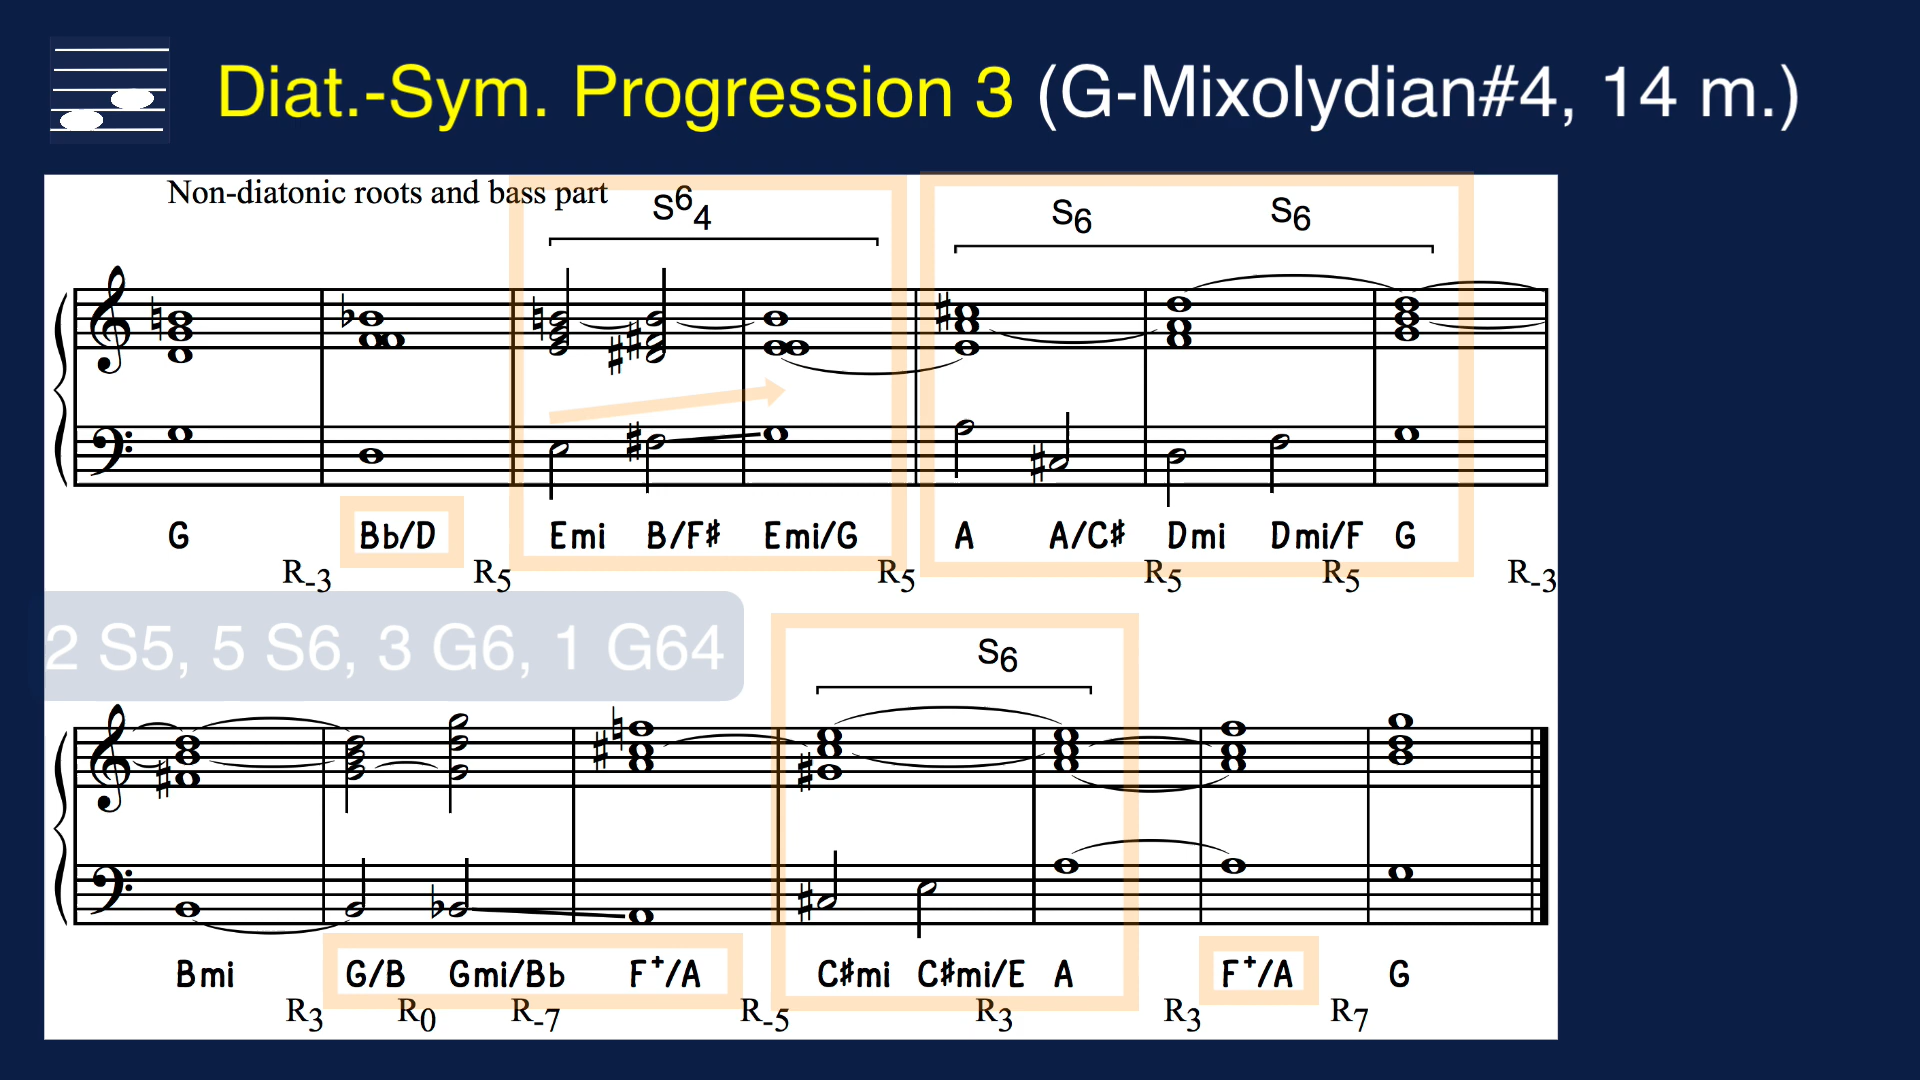 Diat.-Sym. Progression 3 (G-Mixolydian#4, 14 m.)
Non-diatonic roots and bass part
S64 S6 S6
G Bb/D Emi B/F♯ Emi/G A A/C♯ Dmi Dmi/F G
R-3 R5 R5 R5 R5 R-3
2 S5, 5 S6, 3 G6, 1 G64
S6
Bmi G/B Gmi/Bb F+/A C♯mi C♯mi/E A F+/A G
R3 R0 R-7 R-5 R3 R3 R7